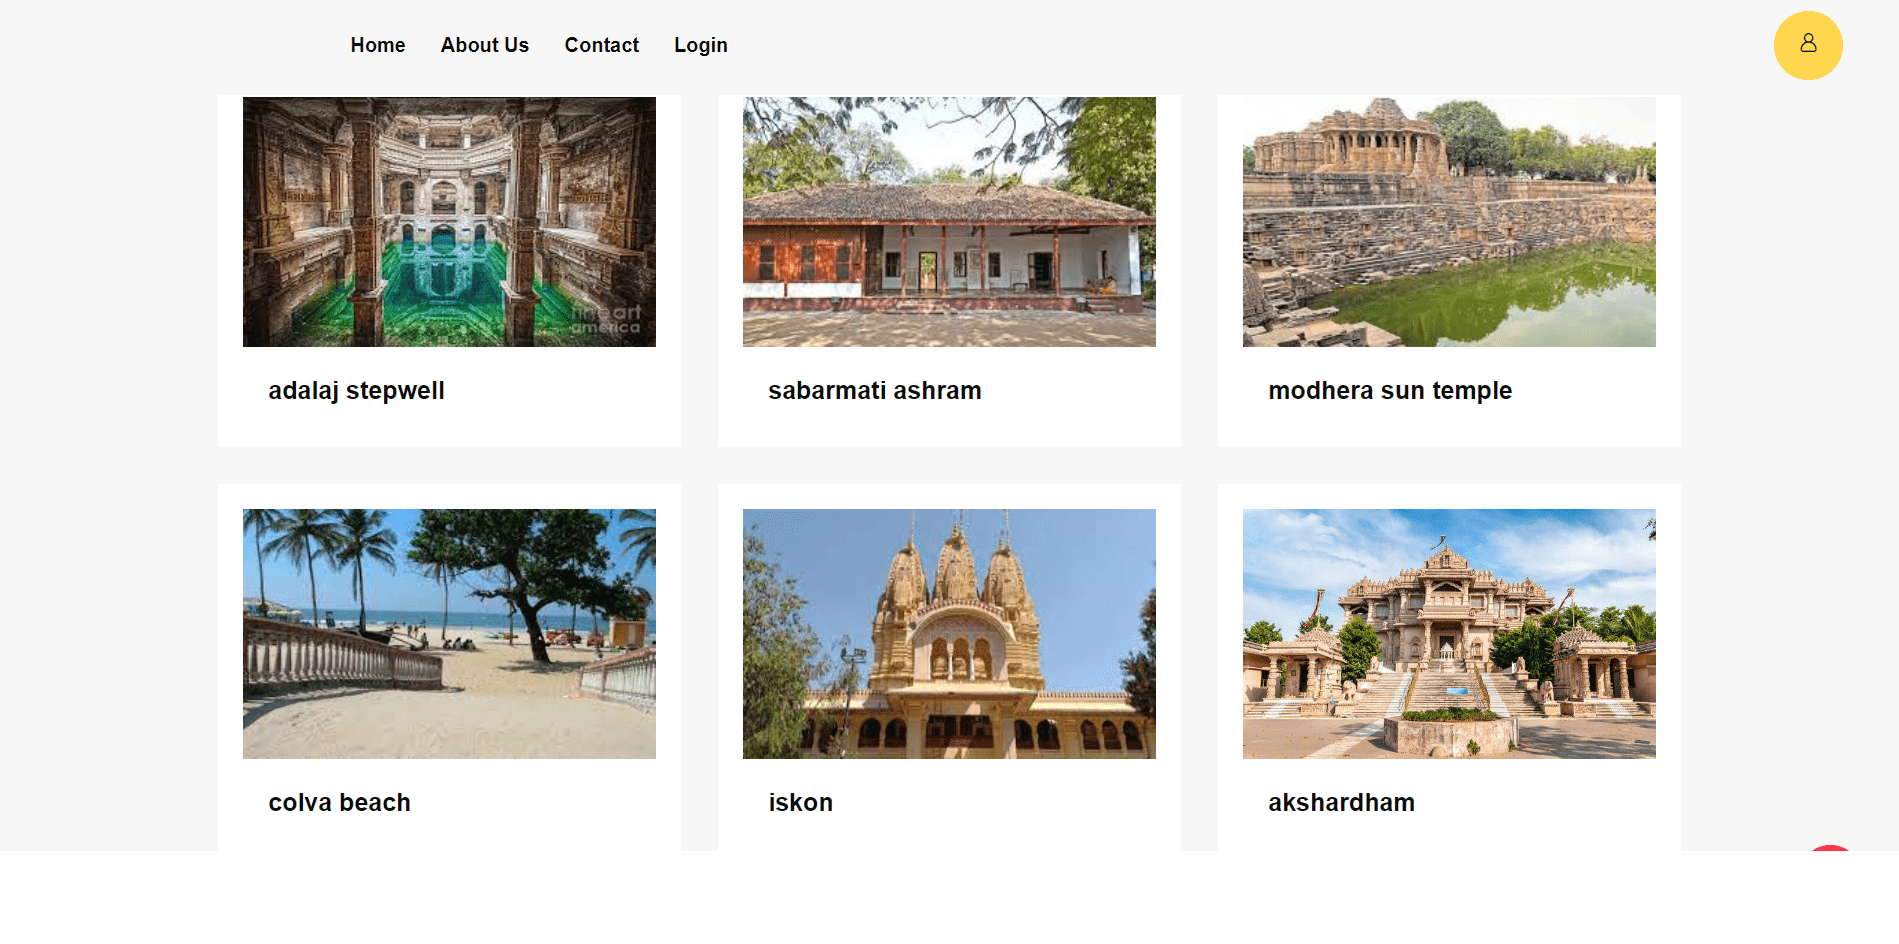 Home About Us Contact Login
fine art
america
adalaj stepwell
sabarmati ashram
modhera sun temple
colva beach
iskon
akshardham